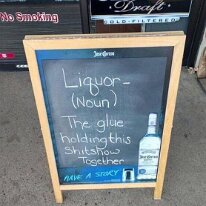 Draft
COLD-FILTERED
No Smoking
Jose Cuervo
Liquor-
(Noun)
The glue
holding this
Shitshow
Together
HAVE A STORY